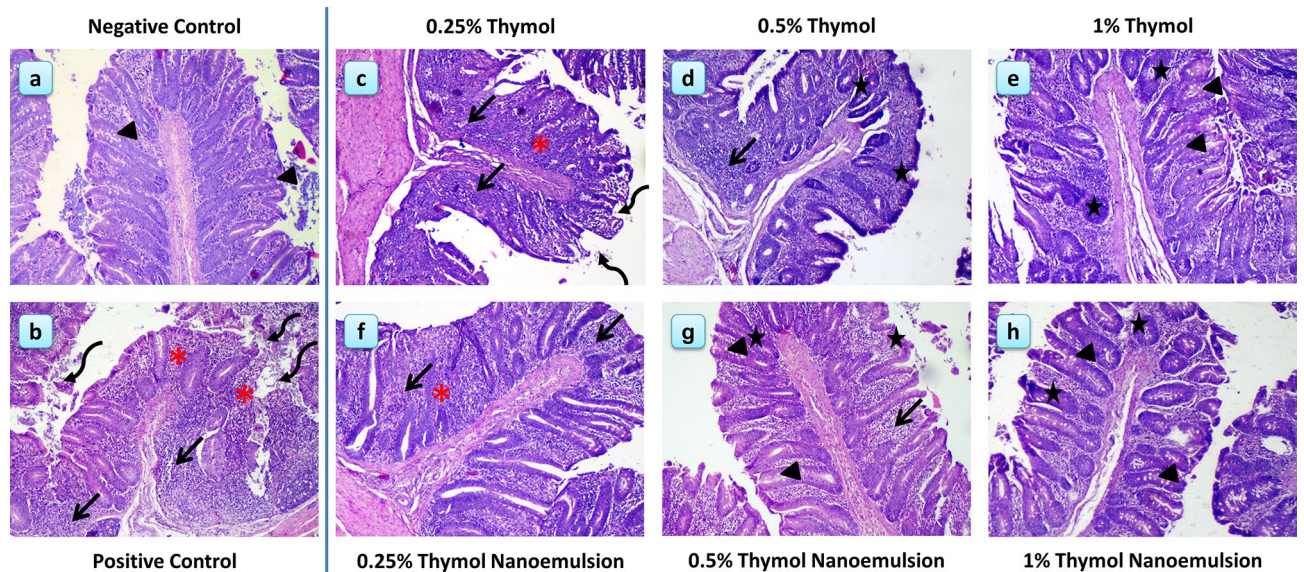 Negative Control
0.25% Thymol
0.5% Thymol
1% Thymol
a
c
d
e
b
f
g
h
Positive Control
0.25% Thymol Nanoemulsion
0.5% Thymol Nanoemulsion
1% Thymol Nanoemulsion